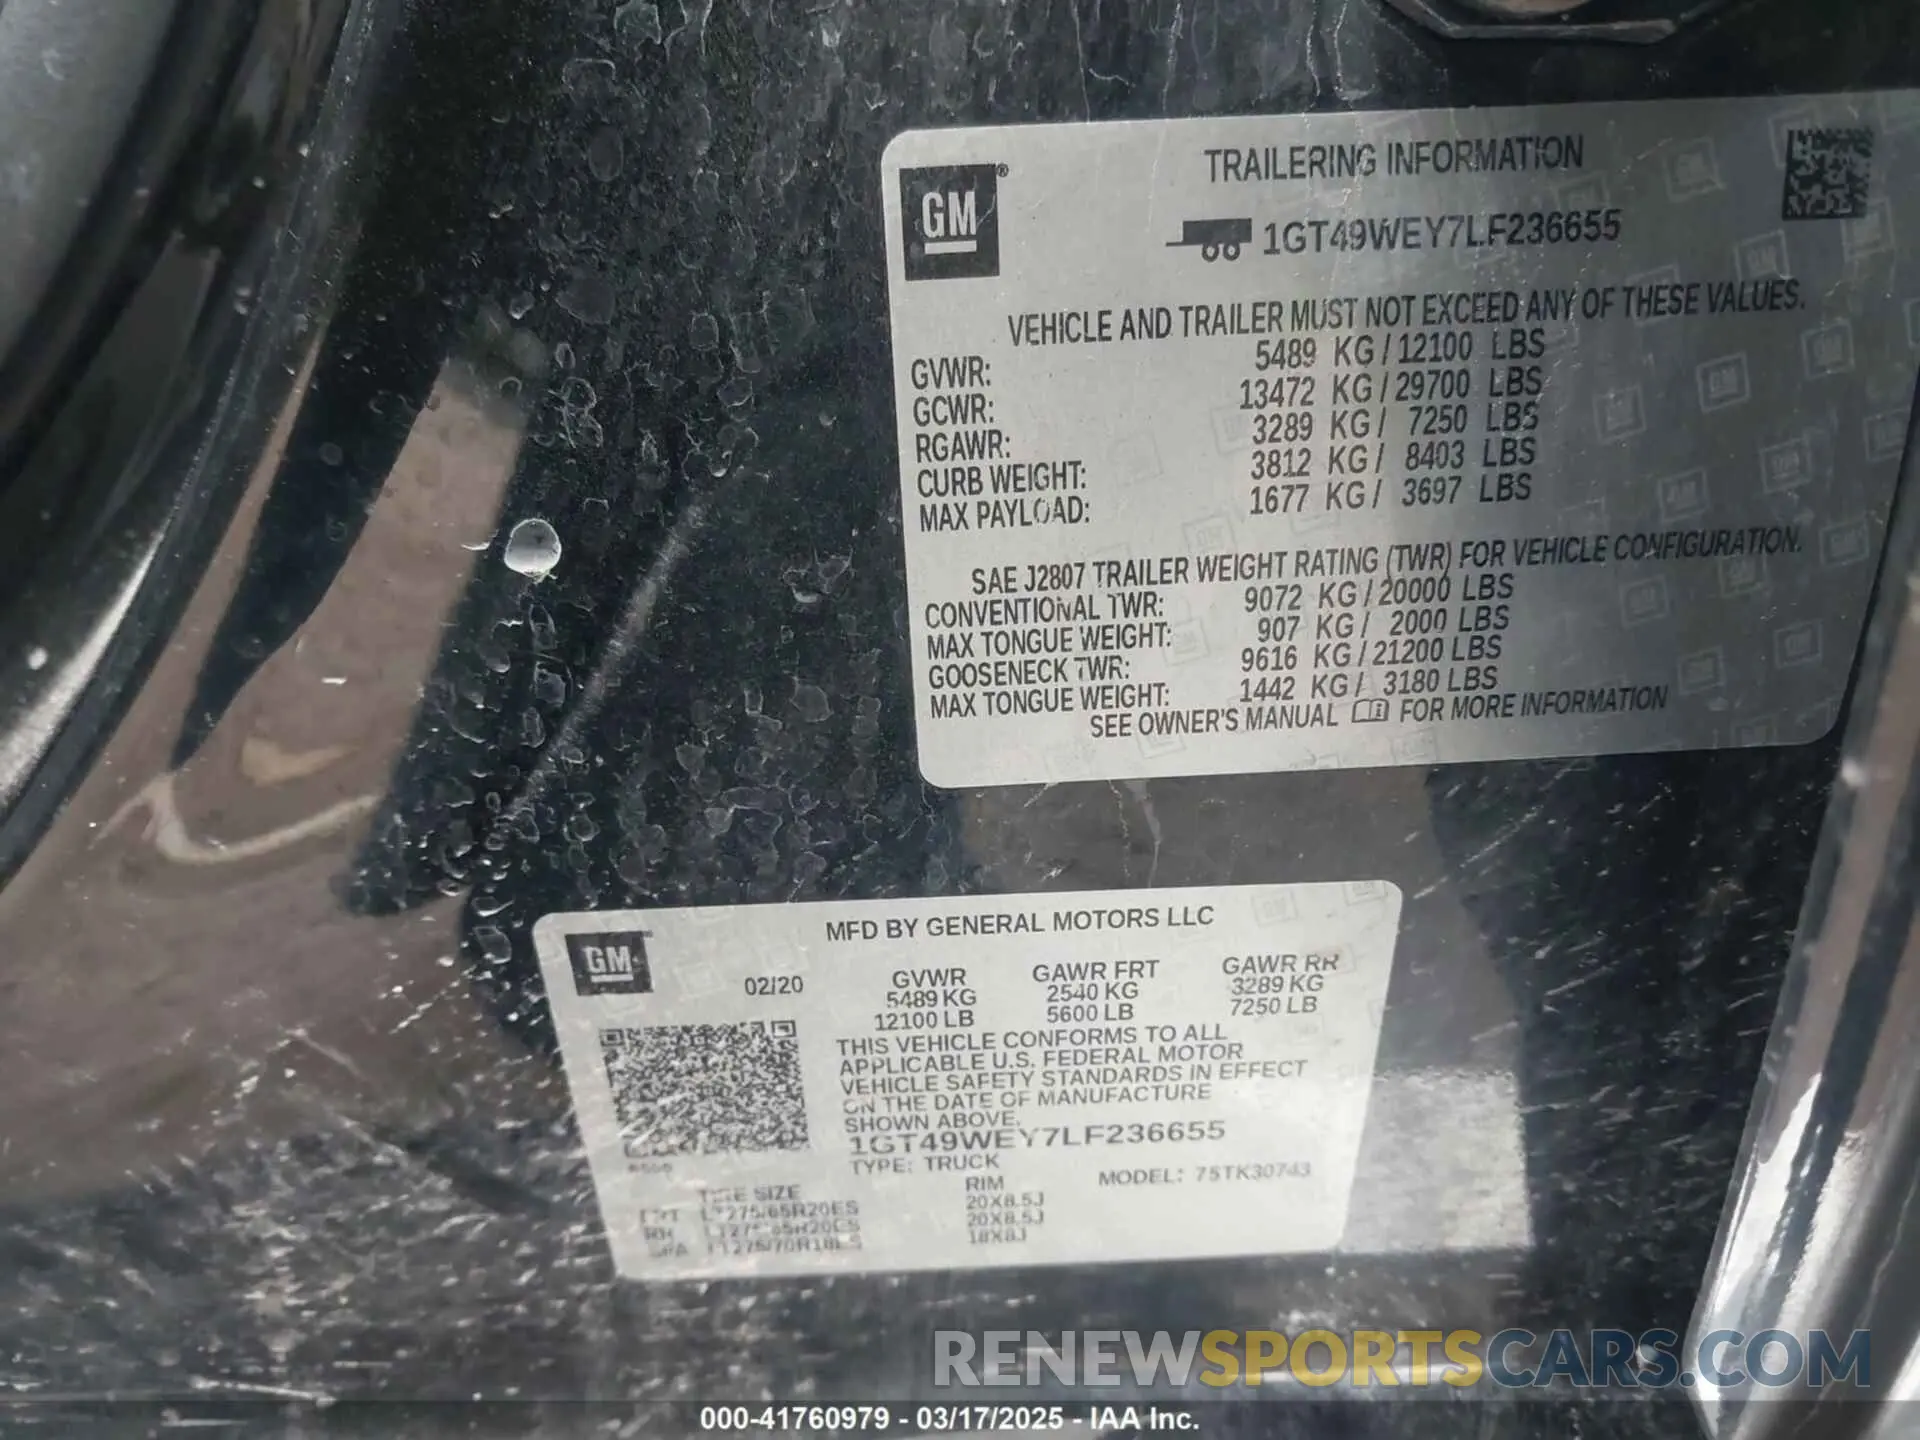 GM ®
TRAILERING INFORMATION
1GT49WEY7LF236655
VEHICLE AND TRAILER MUST NOT EXCEED ANY OF THESE VALUES.
GVWR: 5489 KG / 12100 LBS
GCWR: 13472 KG / 29700 LBS
RGAWR: 3289 KG / 7250 LBS
CURB WEIGHT: 3812 KG / 8403 LBS
MAX PAYLOAD: 1677 KG / 3697 LBS
SAE J2807 TRAILER WEIGHT RATING (TWR) FOR VEHICLE CONFIGURATION.
CONVENTIONAL TWR: 9072 KG / 20000 LBS
MAX TONGUE WEIGHT: 907 KG / 2000 LBS
GOOSENECK TWR: 9616 KG / 21200 LBS
MAX TONGUE WEIGHT: 1442 KG / 3180 LBS
SEE OWNER'S MANUAL FOR MORE INFORMATION
GM
MFD BY GENERAL MOTORS LLC
02/20 GVWR GAWR FRT GAWR RR
5489 KG 2540 KG 3289 KG
12100 LB 5600 LB 7250 LB
THIS VEHICLE CONFORMS TO ALL
APPLICABLE U.S. FEDERAL MOTOR
VEHICLE SAFETY STANDARDS IN EFFECT
ON THE DATE OF MANUFACTURE
SHOWN ABOVE.
1GT49WEY7LF236655
TYPE: TRUCK MODEL: 75TK30743
TIRE SIZE RIM
FRT LT275/65R20ES 20X8.5J
RR 20X8.5J
SPA 18X8J
RENEWSPORTSCARS.COM
000-41760979 - 03/17/2025 - IAA Inc.